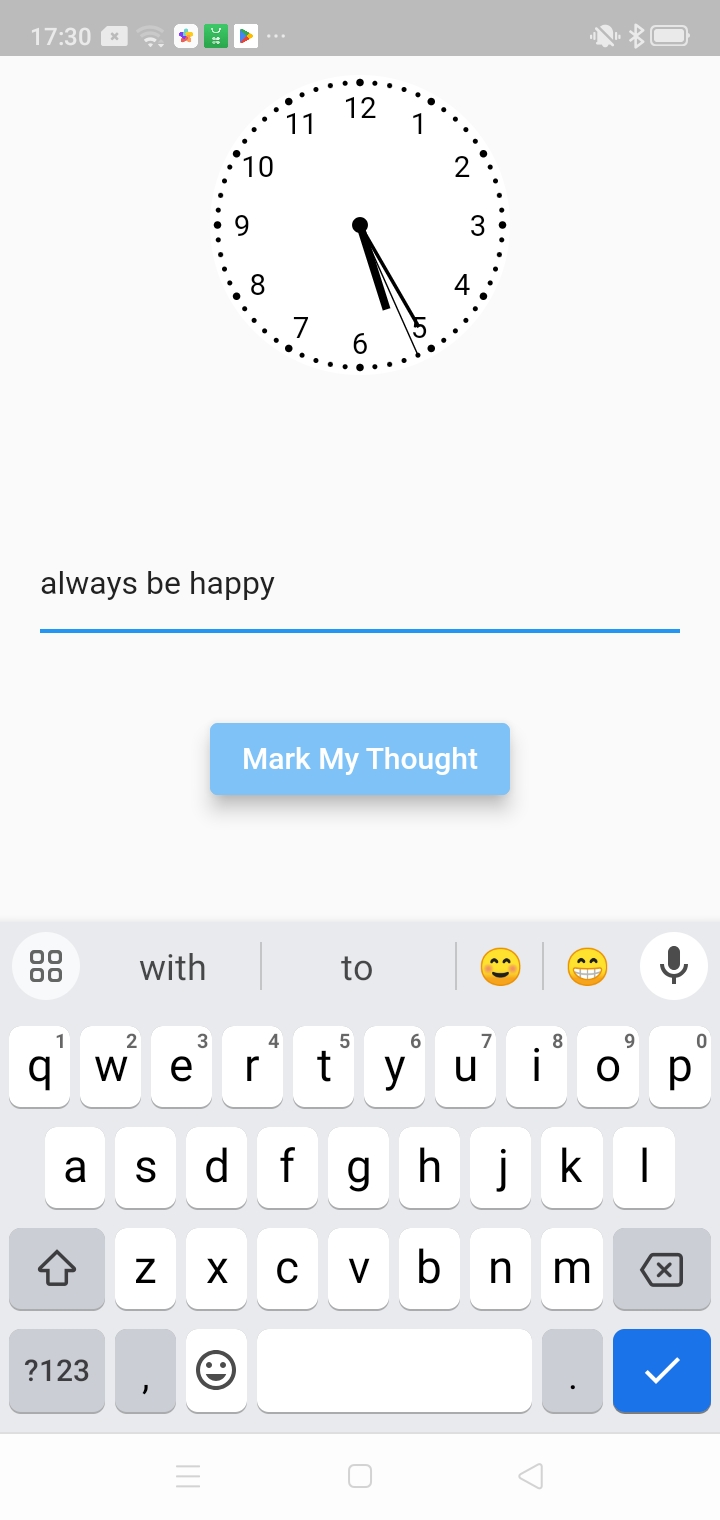 17:30
12
11 1
10 2
9 3
8 4
7 5
6
always be happy
Mark My Thought
with to
1 2 3 4 5 6 7 8 9 0
q w e r t y u i o p
a s d f g h j k l
z x c v b n m
?123 , .